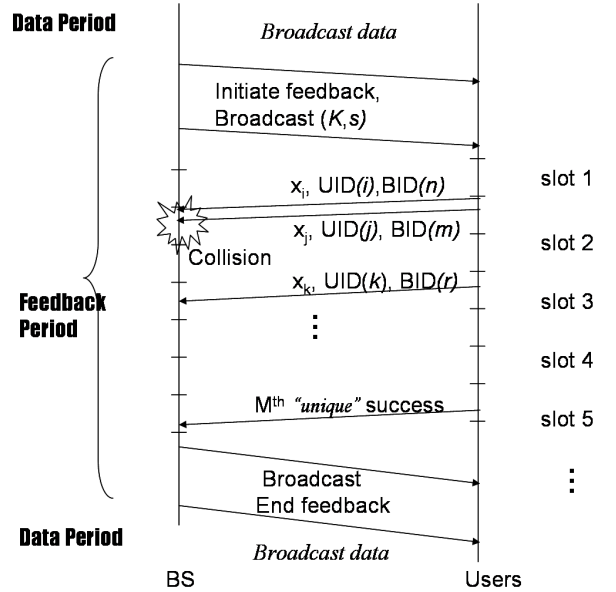 Data Period
Broadcast data
Initiate feedback,
Broadcast (K,s)
slot 1
xi, UID(i),BID(n)
xj, UID(j), BID(m)
slot 2
Collision
xk, UID(k), BID(r)
slot 3
Feedback
Period
slot 4
Mth "unique" success
slot 5
Broadcast
End feedback
Data Period
Broadcast data
BS
Users